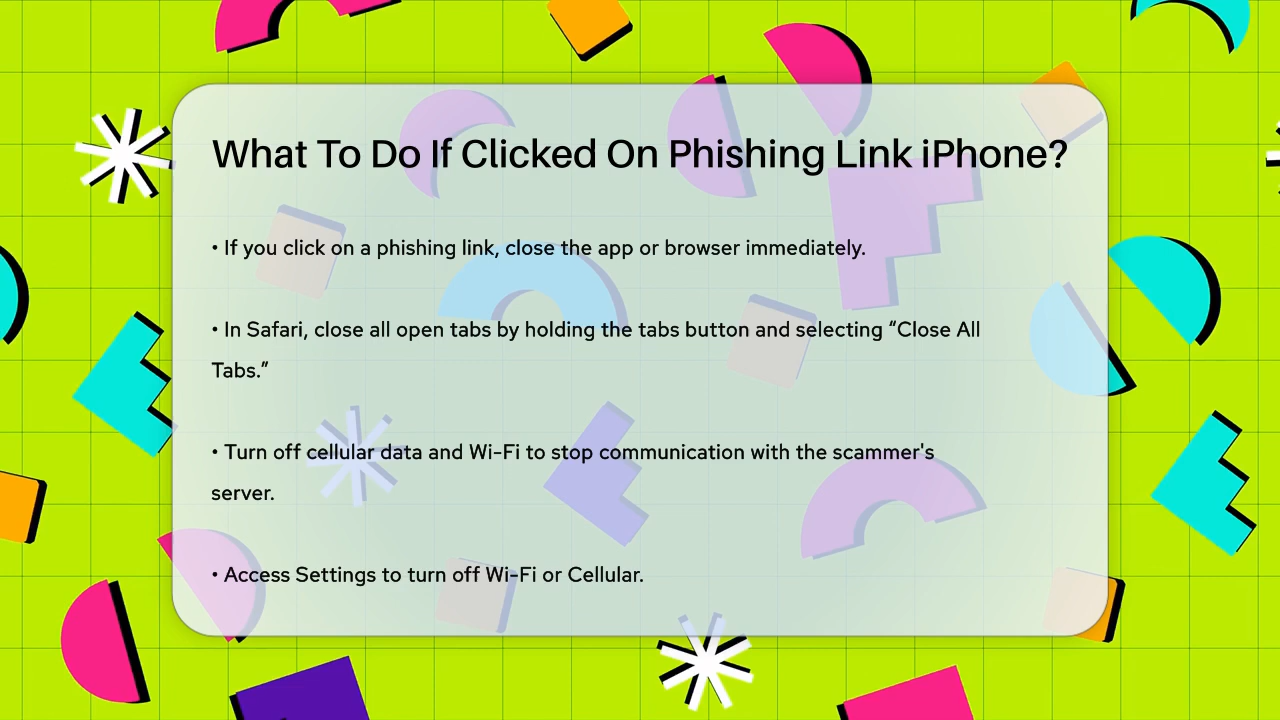 What To Do If Clicked On Phishing Link iPhone?
• If you click on a phishing link, close the app or browser immediately.
• In Safari, close all open tabs by holding the tabs button and selecting “Close All
Tabs.”
• Turn off cellular data and Wi-Fi to stop communication with the scammer's
server.
• Access Settings to turn off Wi-Fi or Cellular.